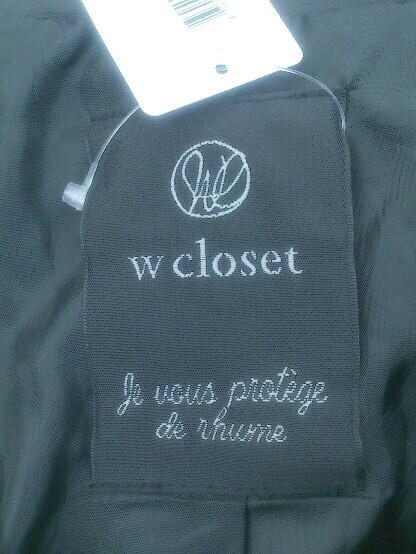 w closet
Je vous protège
de rhume